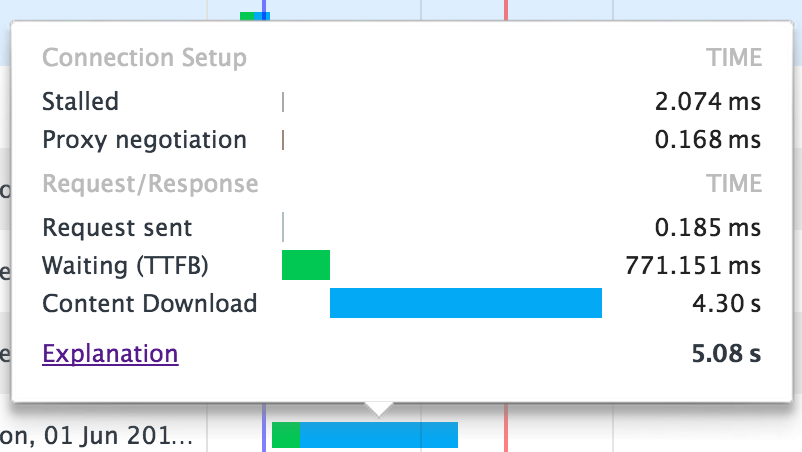 Connection Setup TIME
Stalled 2.074 ms
Proxy negotiation 0.168 ms
Request/Response TIME
Request sent 0.185 ms
Waiting (TTFB) 771.151 ms
Content Download 4.30 s
Explanation 5.08 s
on, 01 Jun 201...